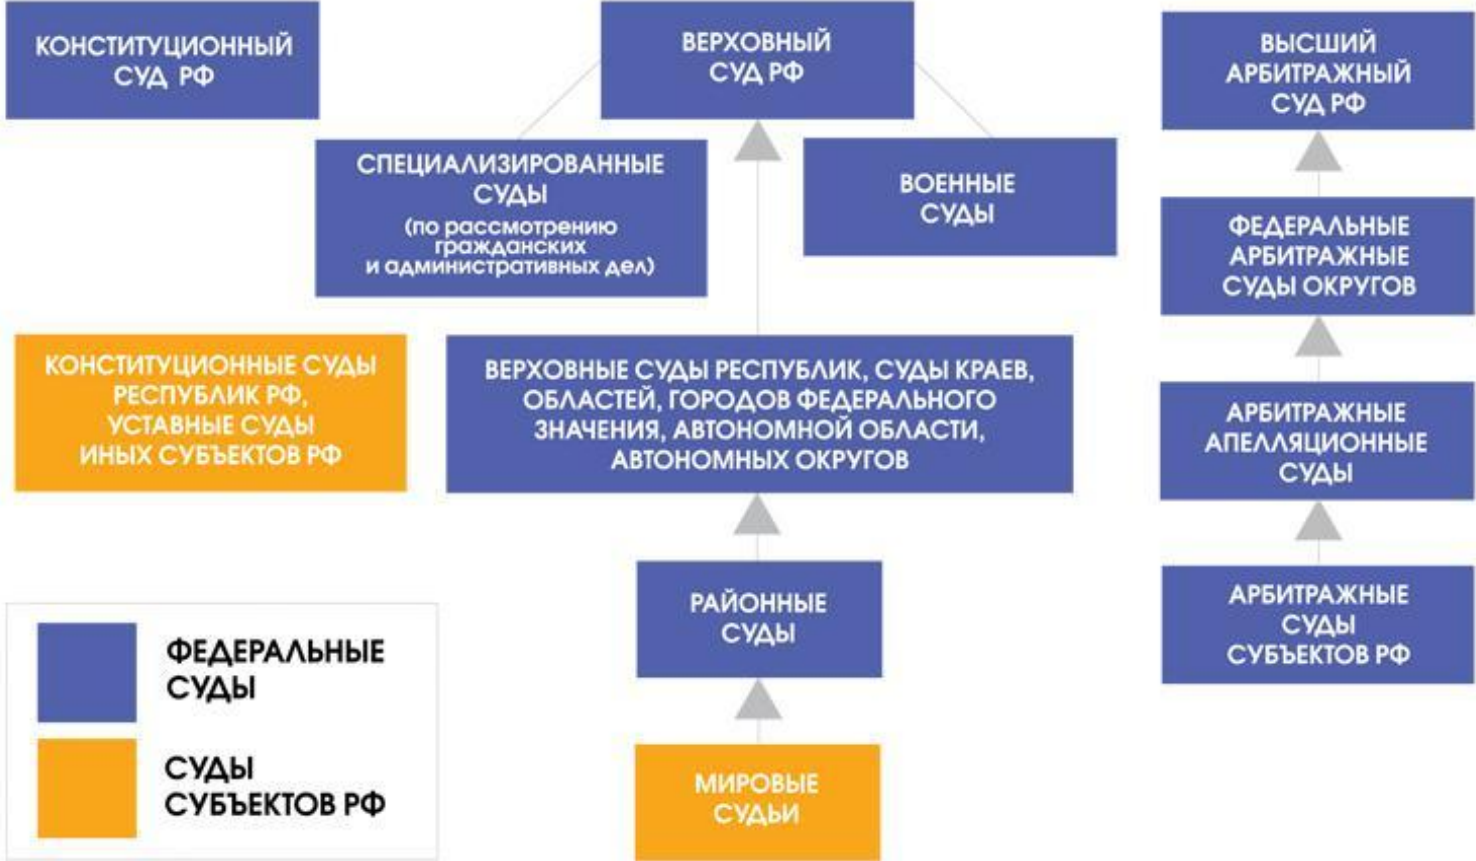 КОНСТИТУЦИОННЫЙ
СУД РФ
ВЕРХОВНЫЙ
СУД РФ
ВЫСШИЙ
АРБИТРАЖНЫЙ
СУД РФ
СПЕЦИАЛИЗИРОВАННЫЕ
СУДЫ
(по рассмотрению
гражданских
и административных дел)
ВОЕННЫЕ
СУДЫ
ФЕДЕРАЛЬНЫЕ
АРБИТРАЖНЫЕ
СУДЫ ОКРУГОВ
КОНСТИТУЦИОННЫЕ СУДЫ
РЕСПУБЛИК РФ,
УСТАВНЫЕ СУДЫ
ИНЫХ СУБЪЕКТОВ РФ
ВЕРХОВНЫЕ СУДЫ РЕСПУБЛИК, СУДЫ КРАЕВ,
ОБЛАСТЕЙ, ГОРОДОВ ФЕДЕРАЛЬНОГО
ЗНАЧЕНИЯ, АВТОНОМНОЙ ОБЛАСТИ,
АВТОНОМНЫХ ОКРУГОВ
АРБИТРАЖНЫЕ
АПЕЛЛЯЦИОННЫЕ
СУДЫ
РАЙОННЫЕ
СУДЫ
АРБИТРАЖНЫЕ
СУДЫ
СУБЪЕКТОВ РФ
ФЕДЕРАЛЬНЫЕ
СУДЫ
СУДЫ
СУБЪЕКТОВ РФ
МИРОВЫЕ
СУДЬИ